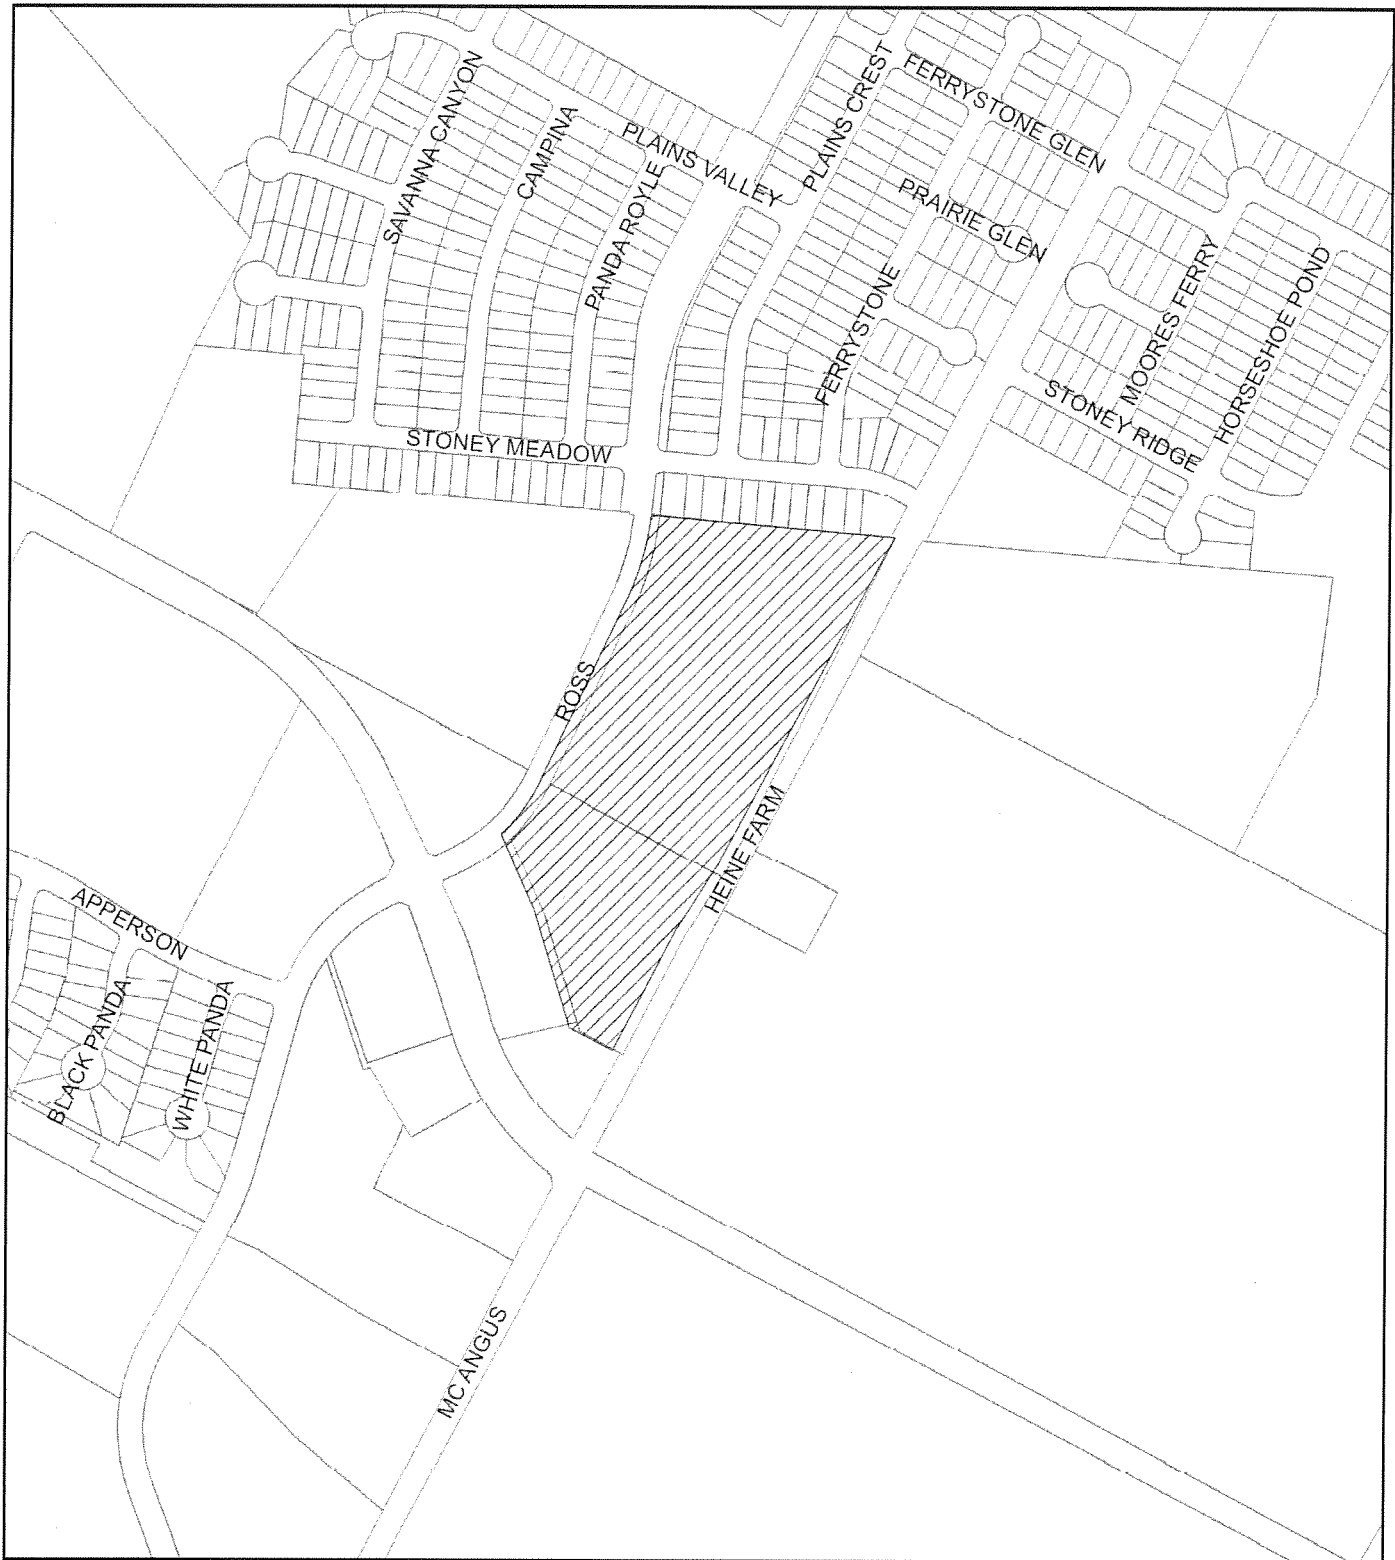 FERRYSTONE GLEN
PLAINS CREST
SAVANNA CANYON
CAMPINA
PLAINS VALLEY
PANDA ROYLE
PRAIRIE GLEN
FERRYSTONE
MOORES FERRY
HORSESHOE POND
STONEY RIDGE
STONEY MEADOW
ROSS
HEINE FARM
APPERSON
BLACK PANDA
WHITE PANDA
MC ANGUS